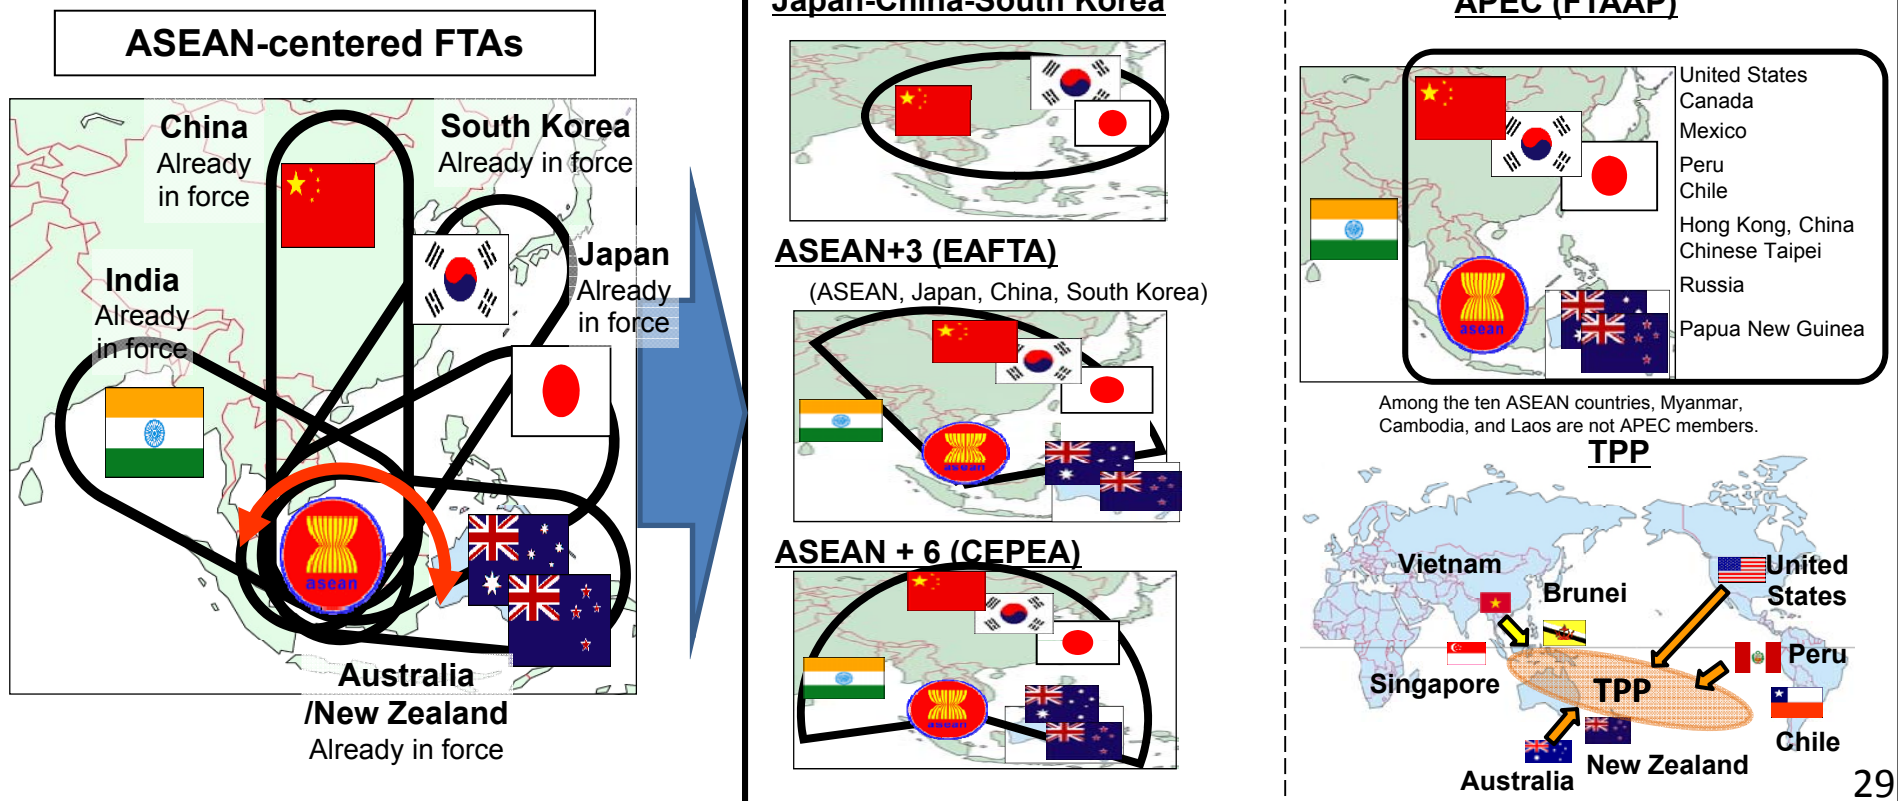 ASEAN-centered FTAs
China
Already
in force
South Korea
Already in force
India
Already
in force
Japan
Already
in force
asean
Australia
/New Zealand
Already in force
Japan-China-South Korea
ASEAN+3 (EAFTA)
(ASEAN, Japan, China, South Korea)
asean
ASEAN + 6 (CEPEA)
asean
APEC (FTAAP)
United States
Canada
Mexico
Peru
Chile
Hong Kong, China
Chinese Taipei
Russia
Papua New Guinea
asean
Among the ten ASEAN countries, Myanmar,
Cambodia, and Laos are not APEC members.
TPP
Vietnam
Brunei
United
States
Singapore
TPP
Peru
Chile
Australia
New Zealand
29